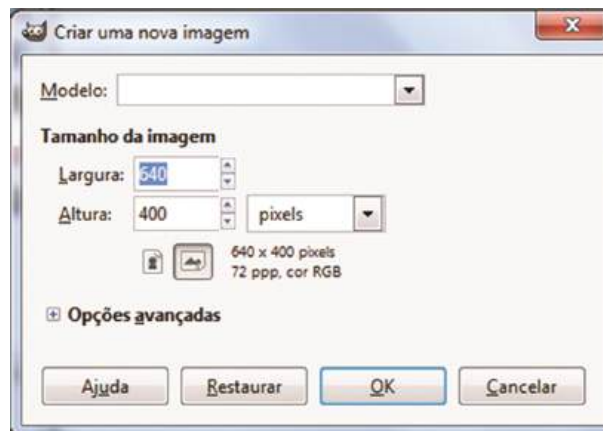 Criar uma nova imagem
Modelo:
Tamanho da imagem
Largura: 640
Altura: 400 pixels
640 x 400 pixels
72 ppp, cor RGB
Opções avançadas
Ajuda Restaurar OK Cancelar